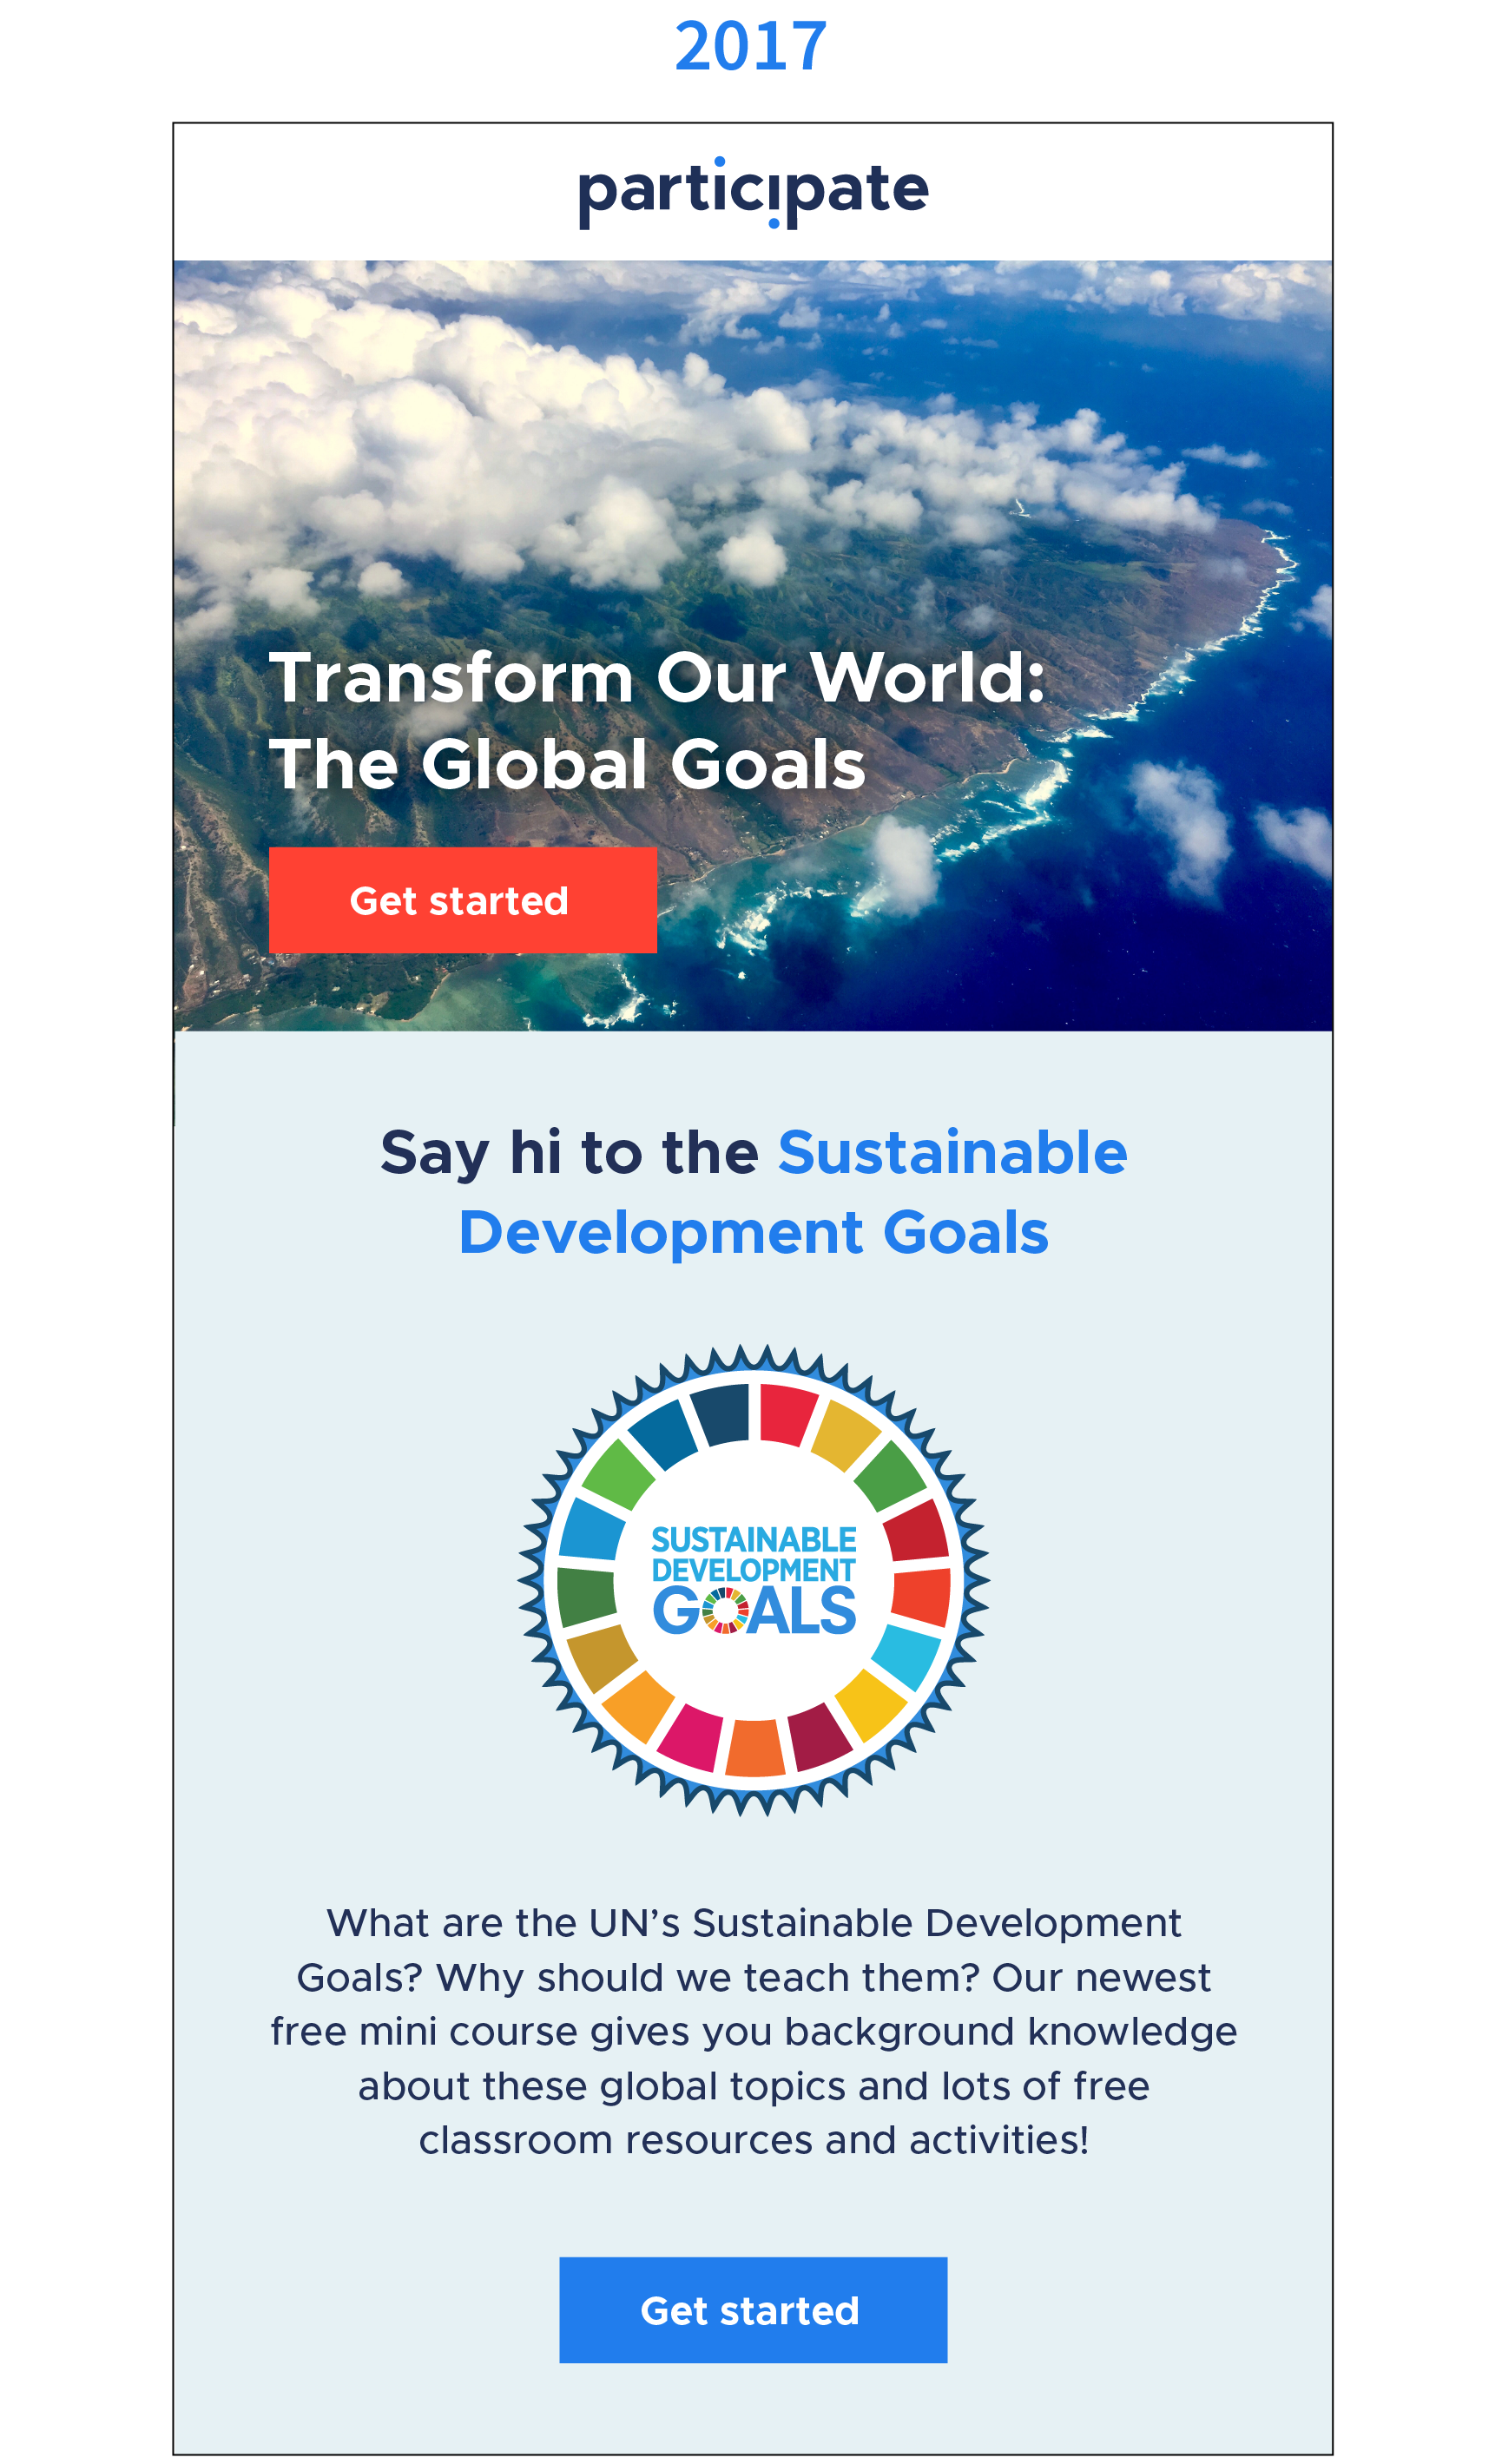 2017
participate
Transform Our World:
The Global Goals
Get started
Say hi to the Sustainable
Development Goals
SUSTAINABLE
DEVELOPMENT
GOALS
What are the UN’s Sustainable Development
Goals? Why should we teach them? Our newest
free mini course gives you background knowledge
about these global topics and lots of free
classroom resources and activities!
Get started